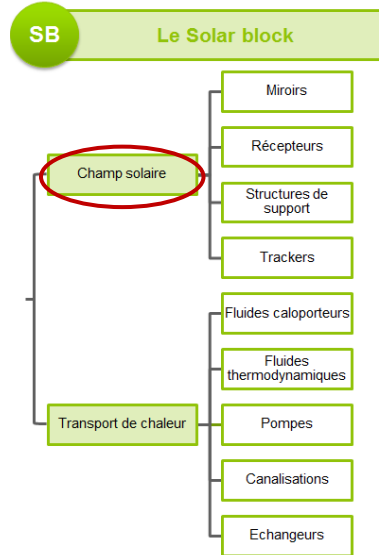 SB
Le Solar block
Champ solaire
Miroirs
Récepteurs
Structures de
support
Trackers
Transport de chaleur
Fluides caloporteurs
Fluides
thermodynamiques
Pompes
Canalisations
Echangeurs